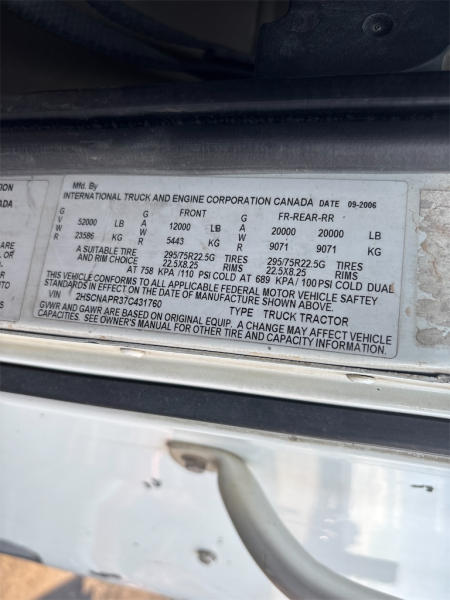 Mfd. By
INTERNATIONAL TRUCK AND ENGINE CORPORATION CANADA DATE 09-2006
G FRONT G FR-REAR-RR
V 52000 LB A 12000 LB A 20000 20000 LB
W W W
R 23586 KG R 5443 KG R 9071 9071 KG
A SUITABLE TIRE 295/75R22.5G TIRES 295/75R22.5G TIRES
AND RIM CHOICE 22.5X8.25 RIMS 22.5X8.25 RIMS
AT 758 KPA/110 PSI COLD AT 689 KPA/100 PSI COLD DUAL
THIS VEHICLE CONFORMS TO ALL APPLICABLE FEDERAL MOTOR VEHICLE SAFTEY
STANDARDS IN EFFECT ON THE DATE OF MANUFACTURE SHOWN ABOVE.
VIN 2HSCNAPR37C431760 TYPE TRUCK TRACTOR
GVWR AND GAWR ARE BASED ON ORIGINAL EQUIP. A CHANGE MAY AFFECT VEHICLE
CAPACITIES. SEE OWNER'S MANUAL FOR OTHER TIRE AND CAPACITY INFORMATION.